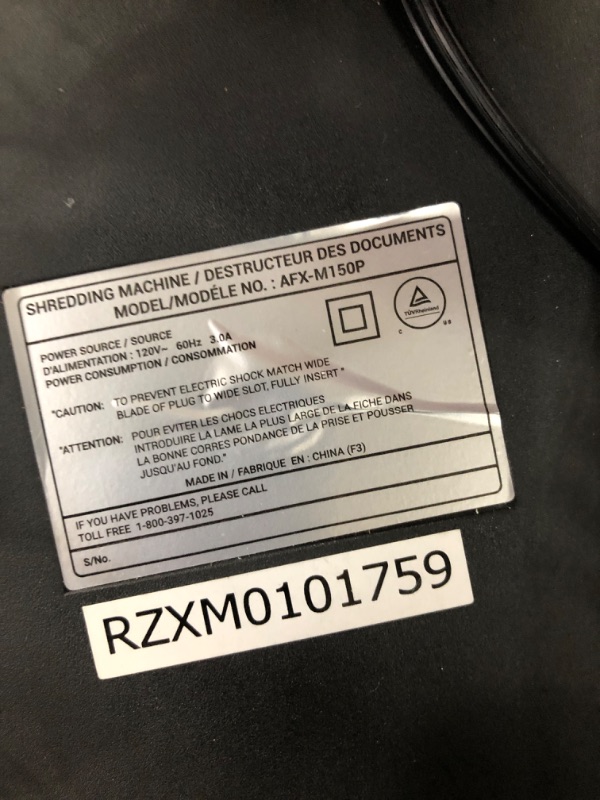 SHREDDING MACHINE / DESTRUCTEUR DES DOCUMENTS
MODEL/MODÉLE NO. : AFX-M150P
POWER SOURCE / SOURCE
D'ALIMENTATION : 120V~ 60Hz 3.0A
POWER CONSUMPTION / CONSOMMATION
TÜVRheinland
C US
"CAUTION: TO PREVENT ELECTRIC SHOCK MATCH WIDE
BLADE OF PLUG TO WIDE SLOT, FULLY INSERT "
"ATTENTION: POUR EVITER LES CHOCS ELECTRIQUES
INTRODUIRE LA LAME LA PLUS LARGE DE LA FICHE DANS
LA BONNE CORRES PONDANCE DE LA PRISE ET POUSSER
JUSQU'AU FOND."
MADE IN / FABRIQUE EN : CHINA (F3)
IF YOU HAVE PROBLEMS, PLEASE CALL
TOLL FREE 1-800-397-1025
S/No.
RZXM0101759